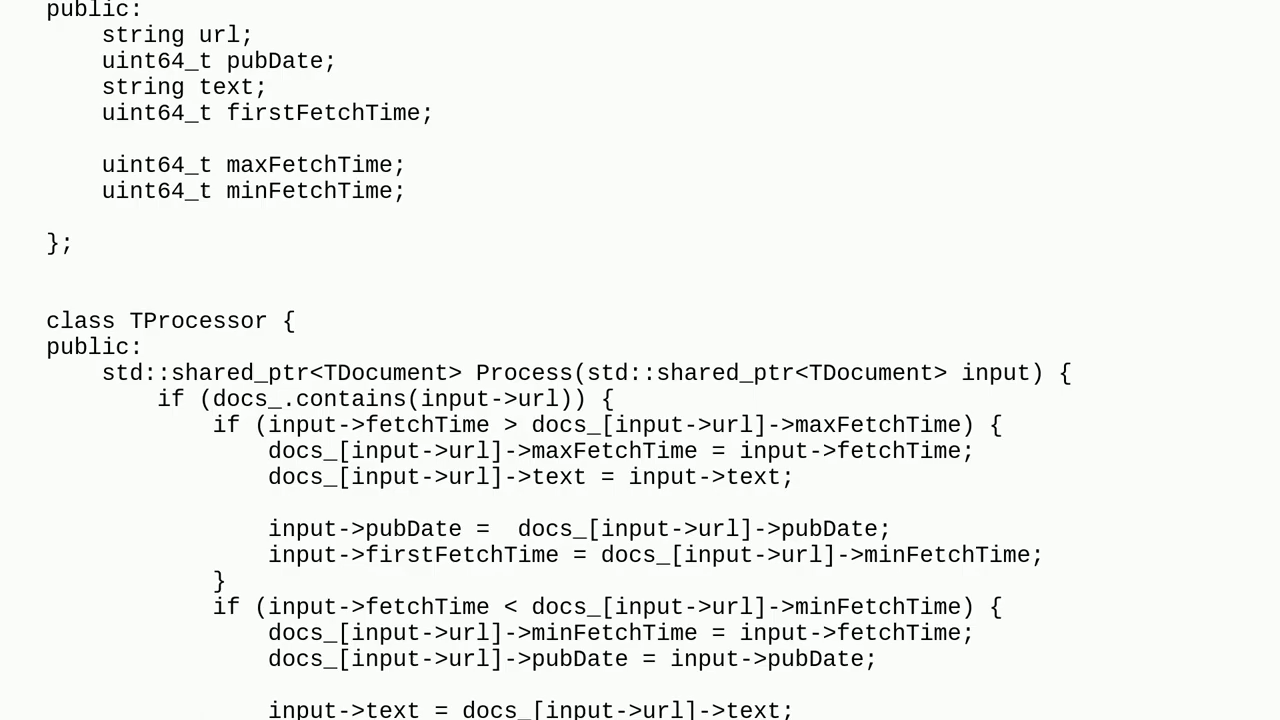 public:
    string url;
    uint64_t pubDate;
    string text;
    uint64_t firstFetchTime;

    uint64_t maxFetchTime;
    uint64_t minFetchTime;

};


class TProcessor {
public:
    std::shared_ptr<TDocument> Process(std::shared_ptr<TDocument> input) {
        if (docs_.contains(input->url)) {
            if (input->fetchTime > docs_[input->url]->maxFetchTime) {
                docs_[input->url]->maxFetchTime = input->fetchTime;
                docs_[input->url]->text = input->text;

                input->pubDate =  docs_[input->url]->pubDate;
                input->firstFetchTime = docs_[input->url]->minFetchTime;
            }
            if (input->fetchTime < docs_[input->url]->minFetchTime) {
                docs_[input->url]->minFetchTime = input->fetchTime;
                docs_[input->url]->pubDate = input->pubDate;

                input->text = docs_[input->url]->text;